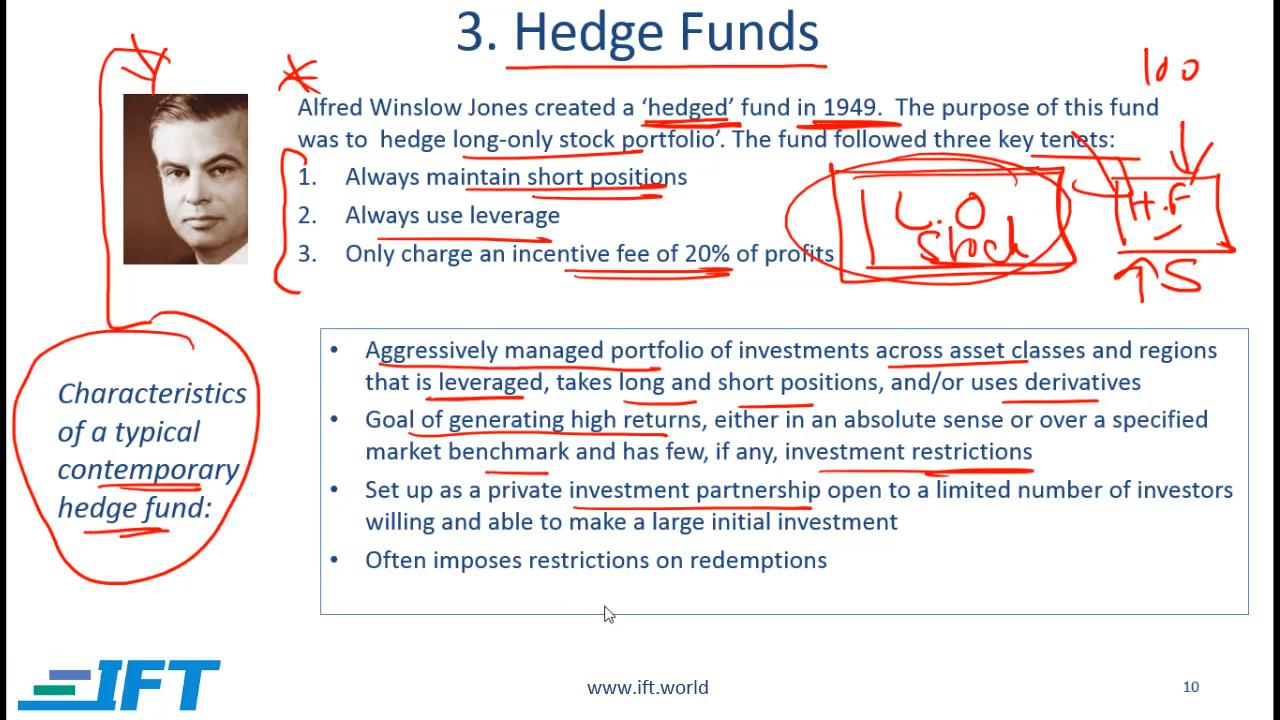 3. Hedge Funds
100
Alfred Winslow Jones created a ‘hedged’ fund in 1949. The purpose of this fund
was to hedge long-only stock portfolio’. The fund followed three key tenets:
1. Always maintain short positions
2. Always use leverage
3. Only charge an incentive fee of 20% of profits
L.O
Stock
H.F
↑S
Characteristics
of a typical
contemporary
hedge fund:
• Aggressively managed portfolio of investments across asset classes and regions
that is leveraged, takes long and short positions, and/or uses derivatives
• Goal of generating high returns, either in an absolute sense or over a specified
market benchmark and has few, if any, investment restrictions
• Set up as a private investment partnership open to a limited number of investors
willing and able to make a large initial investment
• Often imposes restrictions on redemptions
IFT
www.ift.world
10